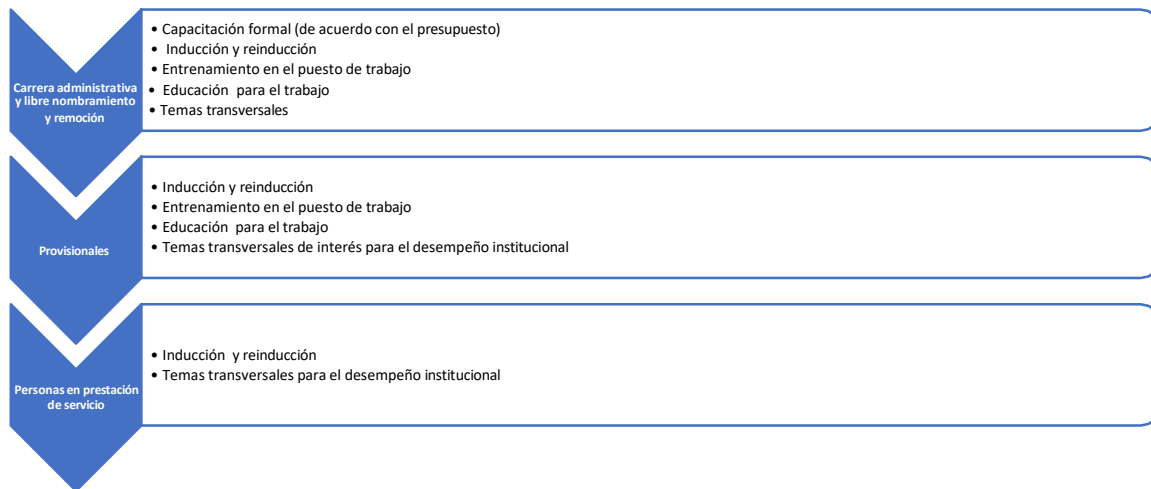 Carrera administrativa
y libre nombramiento
y remoción
• Capacitación formal (de acuerdo con el presupuesto)
• Inducción y reinducción
• Entrenamiento en el puesto de trabajo
• Educación para el trabajo
• Temas transversales
Provisionales
• Inducción y reinducción
• Entrenamiento en el puesto de trabajo
• Educación para el trabajo
• Temas transversales de interés para el desempeño institucional
Personas en prestación
de servicio
• Inducción y reinducción
• Temas transversales para el desempeño institucional